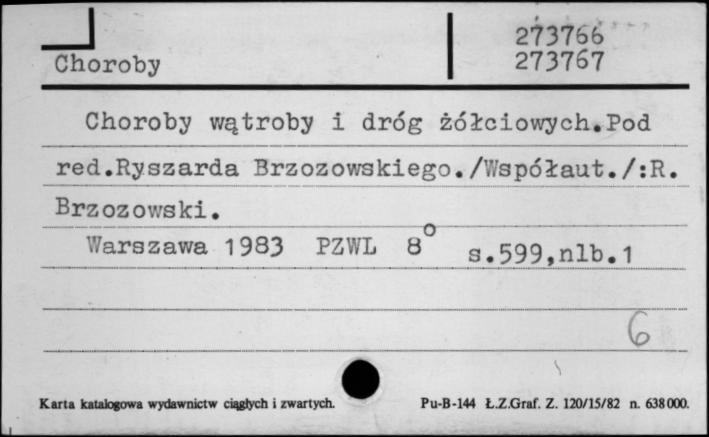 273766
Choroby 273767
Choroby wątroby i dróg żółciowych.Pod
red.Ryszarda Brzozowskiego./Współaut./:R.
Brzozowski.
Warszawa 1983 PZWL 8° s.599,nlb.1
6
Karta katalogowa wydawnictw ciągłych i zwartych. Pu-B-144 Ł.Z.Graf. Z. 120/15/82 n. 638000.